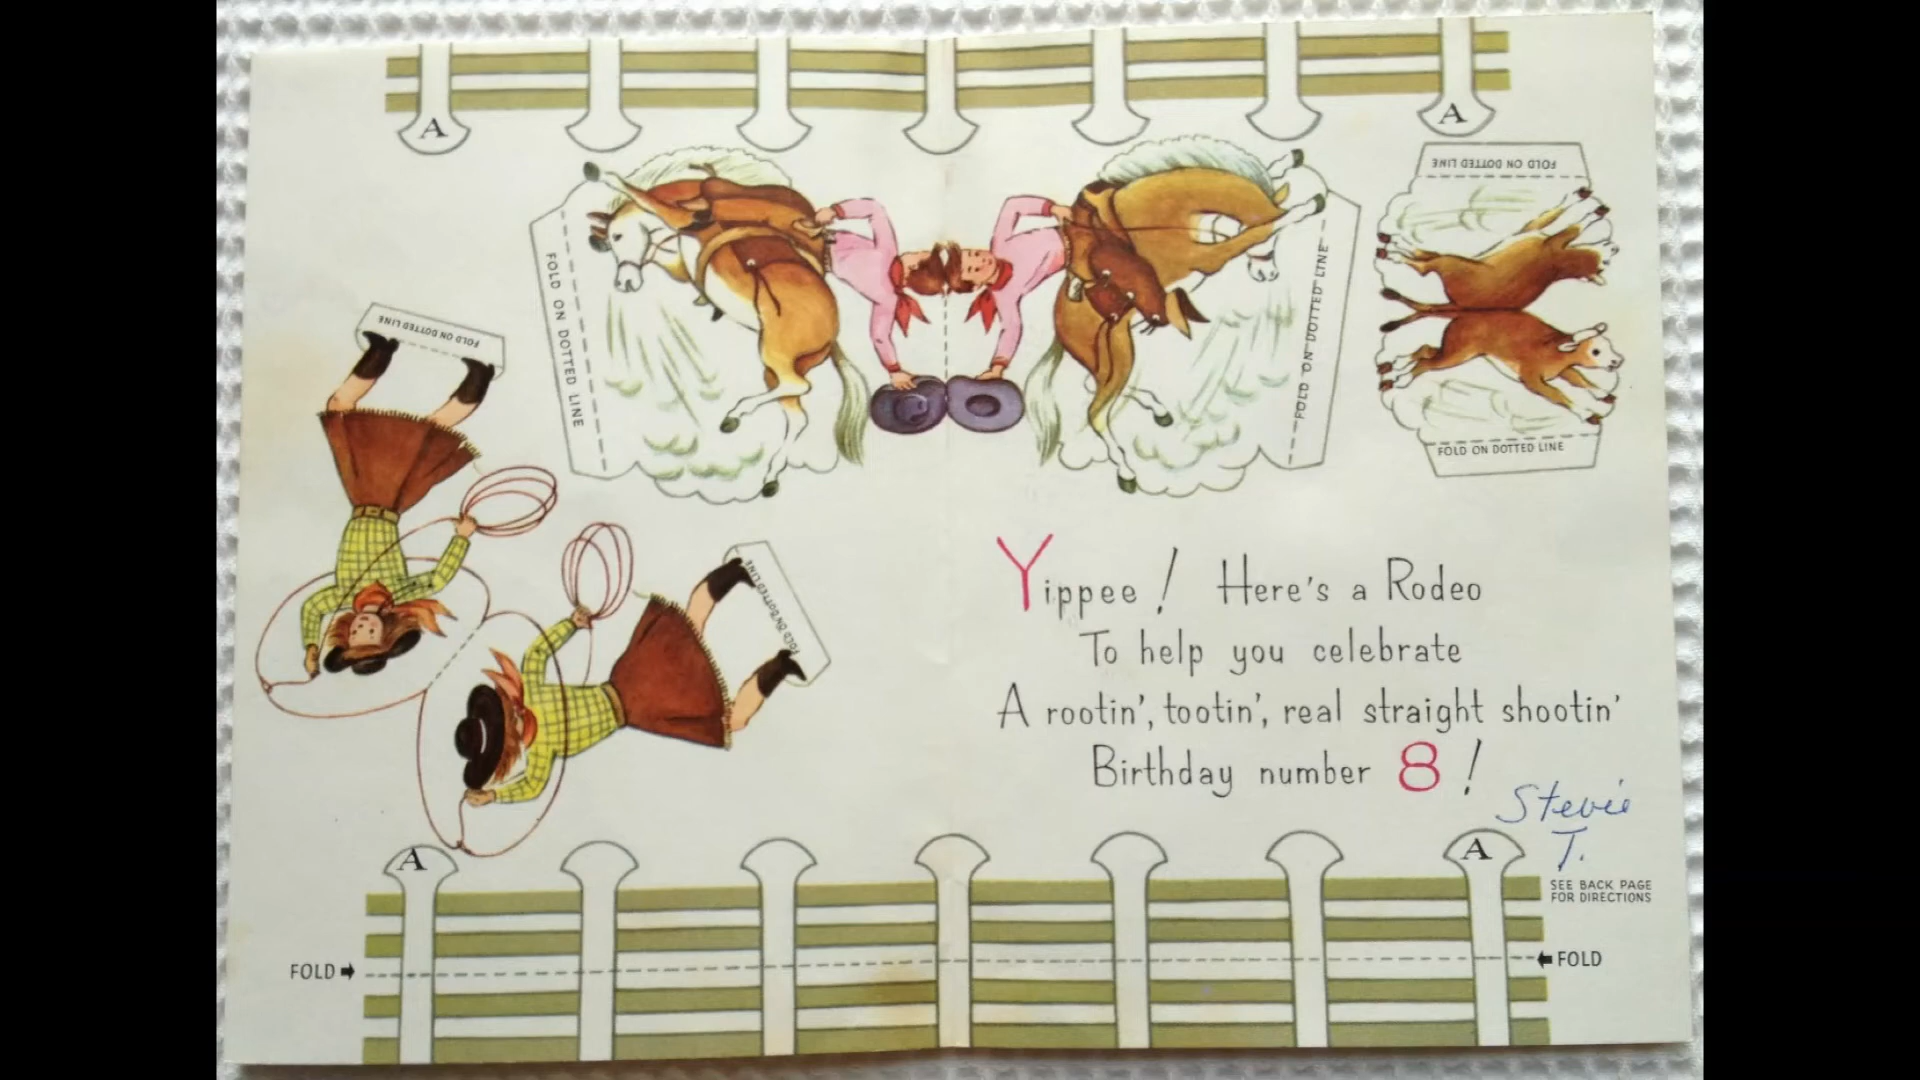 A
A
FOLD ON DOTTED LINE
FOLD ON DOTTED LINE
FOLD ON DOTTED LINE
FOLD ON DOTTED LINE
FOLD ON DOTTED LINE
FOLD ON DOTTED LINE
Yippee! Here's a Rodeo
To help you celebrate
A rootin', tootin', real straight shootin'
Birthday number 8!
Stevie
T.
A
A
SEE BACK PAGE
FOR DIRECTIONS
FOLD
FOLD